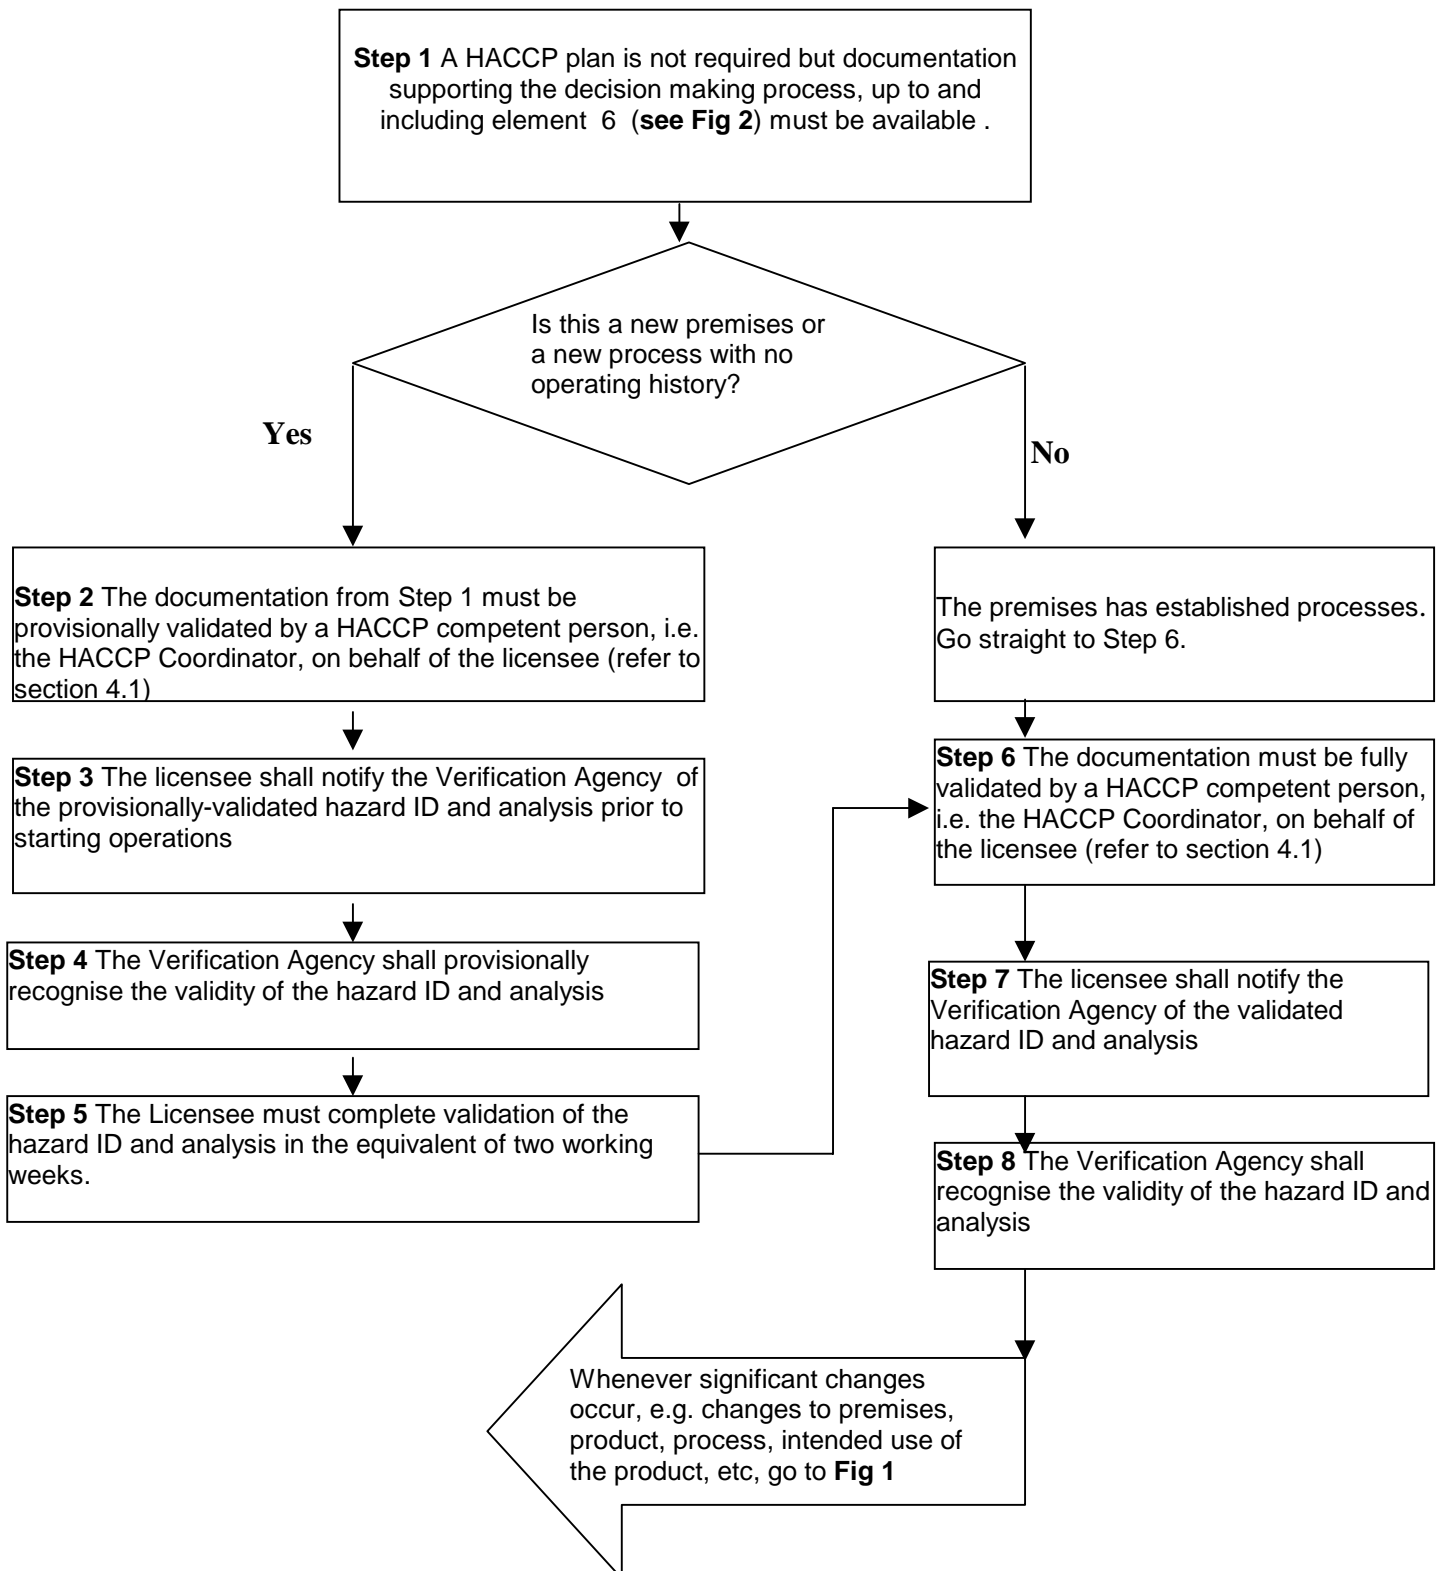 Step 1 A HACCP plan is not required but documentation
supporting the decision making process, up to and
including element 6 (see Fig 2) must be available .
Is this a new premises or
a new process with no
operating history?
Yes
No
Step 2 The documentation from Step 1 must be
provisionally validated by a HACCP competent person, i.e.
the HACCP Coordinator, on behalf of the licensee (refer to
section 4.1)
The premises has established processes.
Go straight to Step 6.
Step 3 The licensee shall notify the Verification Agency of
the provisionally-validated hazard ID and analysis prior to
starting operations
Step 6 The documentation must be fully
validated by a HACCP competent person,
i.e. the HACCP Coordinator, on behalf of
the licensee (refer to section 4.1)
Step 4 The Verification Agency shall provisionally
recognise the validity of the hazard ID and analysis
Step 7 The licensee shall notify the
Verification Agency of the validated
hazard ID and analysis
Step 5 The Licensee must complete validation of the
hazard ID and analysis in the equivalent of two working
weeks.
Step 8 The Verification Agency shall
recognise the validity of the hazard ID and
analysis
Whenever significant changes
occur, e.g. changes to premises,
product, process, intended use of
the product, etc, go to Fig 1